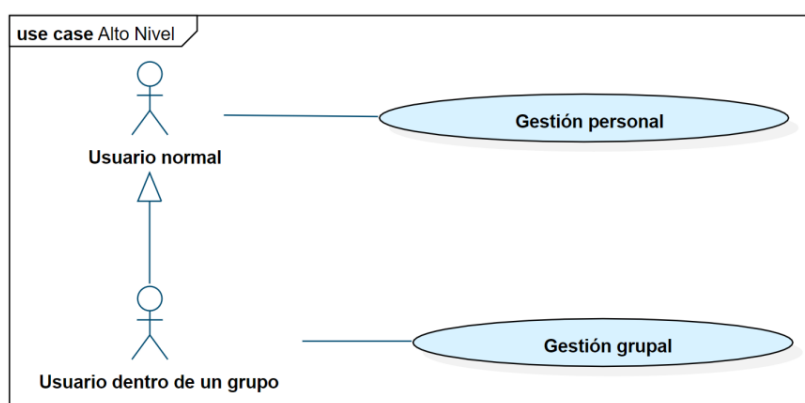 use case Alto Nivel
Usuario normal
Gestión personal
Usuario dentro de un grupo
Gestión grupal